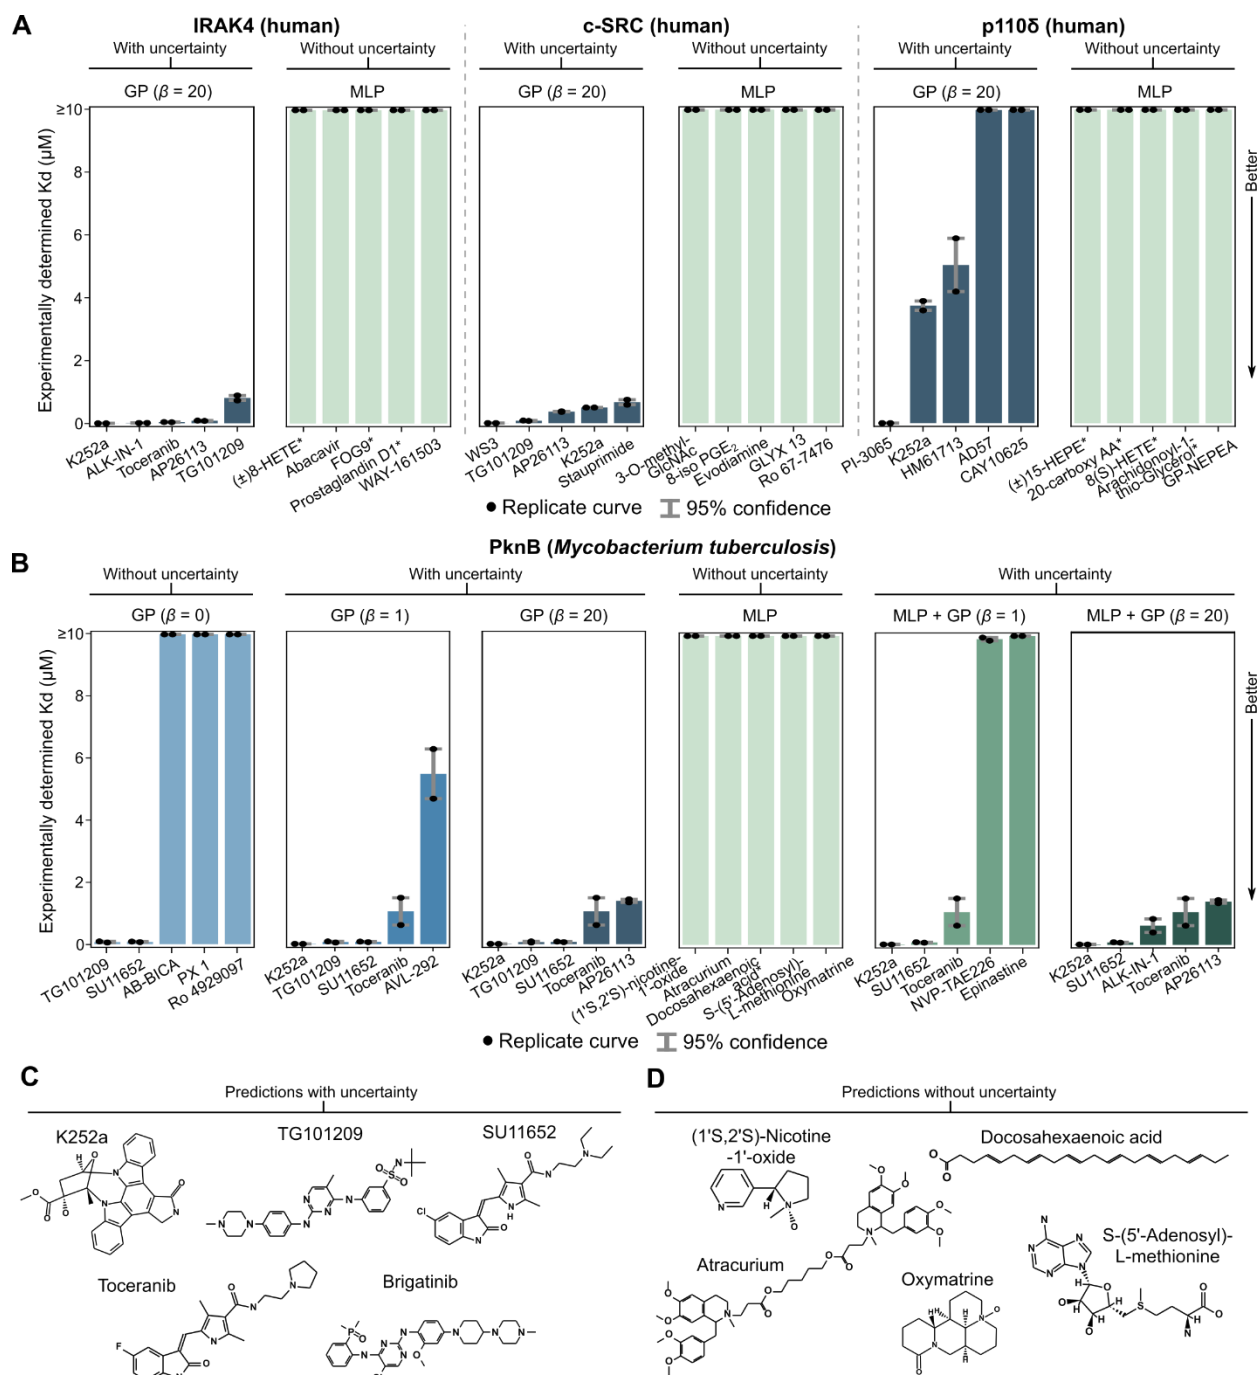 A
IRAK4 (human)
c-SRC (human)
p110δ (human)
With uncertainty
Without uncertainty
With uncertainty
Without uncertainty
With uncertainty
Without uncertainty
GP (β = 20)
MLP
GP (β = 20)
MLP
GP (β = 20)
MLP
Experimentally determined Kd (µM)
≥10
8
6
4
2
0
Better
K252a
ALK-IN-1
Toceranib
AP26113
TG101209
(±)8-HETE*
Abacavir
FOG9*
Prostaglandin D1*
WAY-161503
WS3
TG101209
AP26113
K252a
Stauprimide
3-O-methyl-
GlcNAc
8-iso PGE2
Evodiamine
GLYX 13
Ro 67-7476
PI-3065
K252a
HM61713
AD57
CAY10625
(±)15-HEPE*
20-carboxy AA*
8(S)-HETE*
Arachidonoyl-1-
thio-Glycerol*
GP-NEPEA
Replicate curve
95% confidence
B
PknB (Mycobacterium tuberculosis)
Without uncertainty
With uncertainty
Without uncertainty
With uncertainty
GP (β = 0)
GP (β = 1)
GP (β = 20)
MLP
MLP + GP (β = 1)
MLP + GP (β = 20)
Experimentally determined Kd (µM)
≥10
8
6
4
2
0
Better
TG101209
SU11652
AB-BICA
PX 1
Ro 4929097
K252a
TG101209
SU11652
Toceranib
AVL-292
K252a
TG101209
SU11652
Toceranib
AP26113
(1'S,2'S)-nicotine-
1'-oxide
Atracurium
Docosahexaenoic
acid*
S-(5'-Adenosyl)-
L-methionine
Oxymatrine
K252a
SU11652
Toceranib
NVP-TAE226
Epinastine
K252a
SU11652
ALK-IN-1
Toceranib
AP26113
Replicate curve
95% confidence
C
Predictions with uncertainty
K252a
TG101209
SU11652
Toceranib
Brigatinib
D
Predictions without uncertainty
(1'S,2'S)-Nicotine
-1'-oxide
Docosahexaenoic acid
Atracurium
Oxymatrine
S-(5'-Adenosyl)-
L-methionine